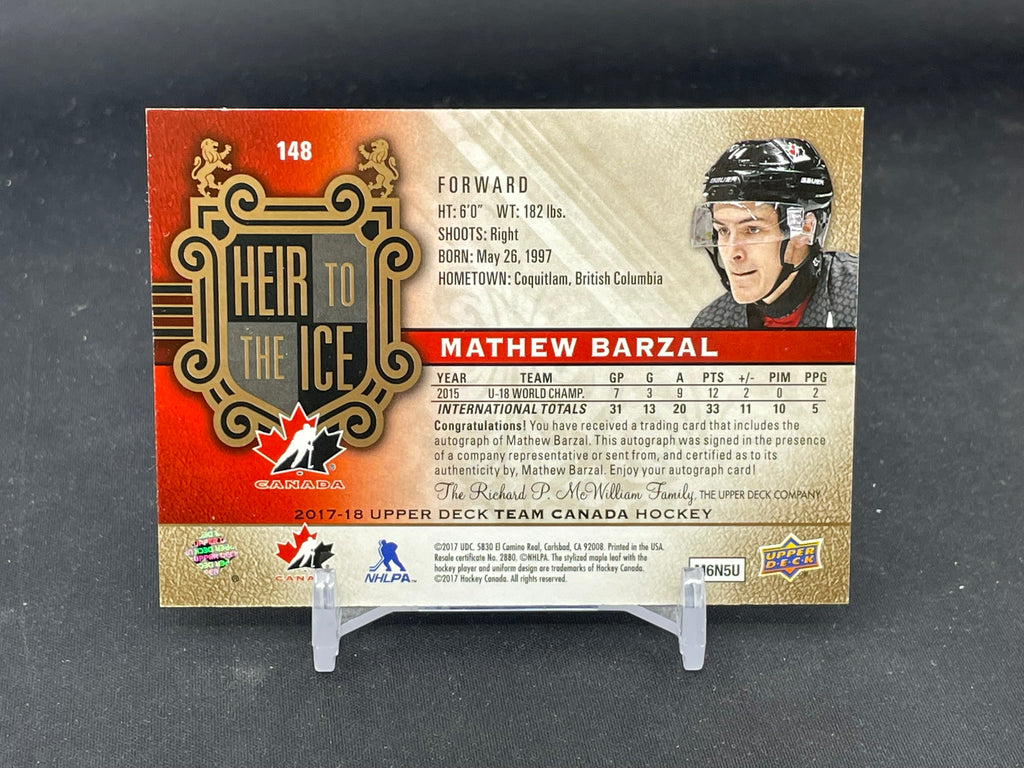 148
HEIR TO
THE ICE
CANADA
FORWARD
HT: 6'0" WT: 182 lbs.
SHOOTS: Right
BORN: May 26, 1997
HOMETOWN: Coquitlam, British Columbia
BAUER
MATHEW BARZAL
YEAR TEAM GP G A PTS +/- PIM PPG
2015 U-18 WORLD CHAMP. 7 3 9 12 2 0 2
INTERNATIONAL TOTALS 31 13 20 33 11 10 5
Congratulations! You have received a trading card that includes the
autograph of Mathew Barzal. This autograph was signed in the presence
of a company representative or sent from, and certified as to its
authenticity by, Mathew Barzal. Enjoy your autograph card!
The Richard P. McWilliam Family, THE UPPER DECK COMPANY
2017-18 UPPER DECK TEAM CANADA HOCKEY
NHLPA
©2017 UDC. 5830 El Camino Real, Carlsbad, CA 92008. Printed in the USA.
Resale certificate No. 2880. ©NHLPA. The stylized maple leaf with the
hockey player and uniform design are trademarks of Hockey Canada.
©2017 Hockey Canada. All rights reserved.
UPPER
DECK